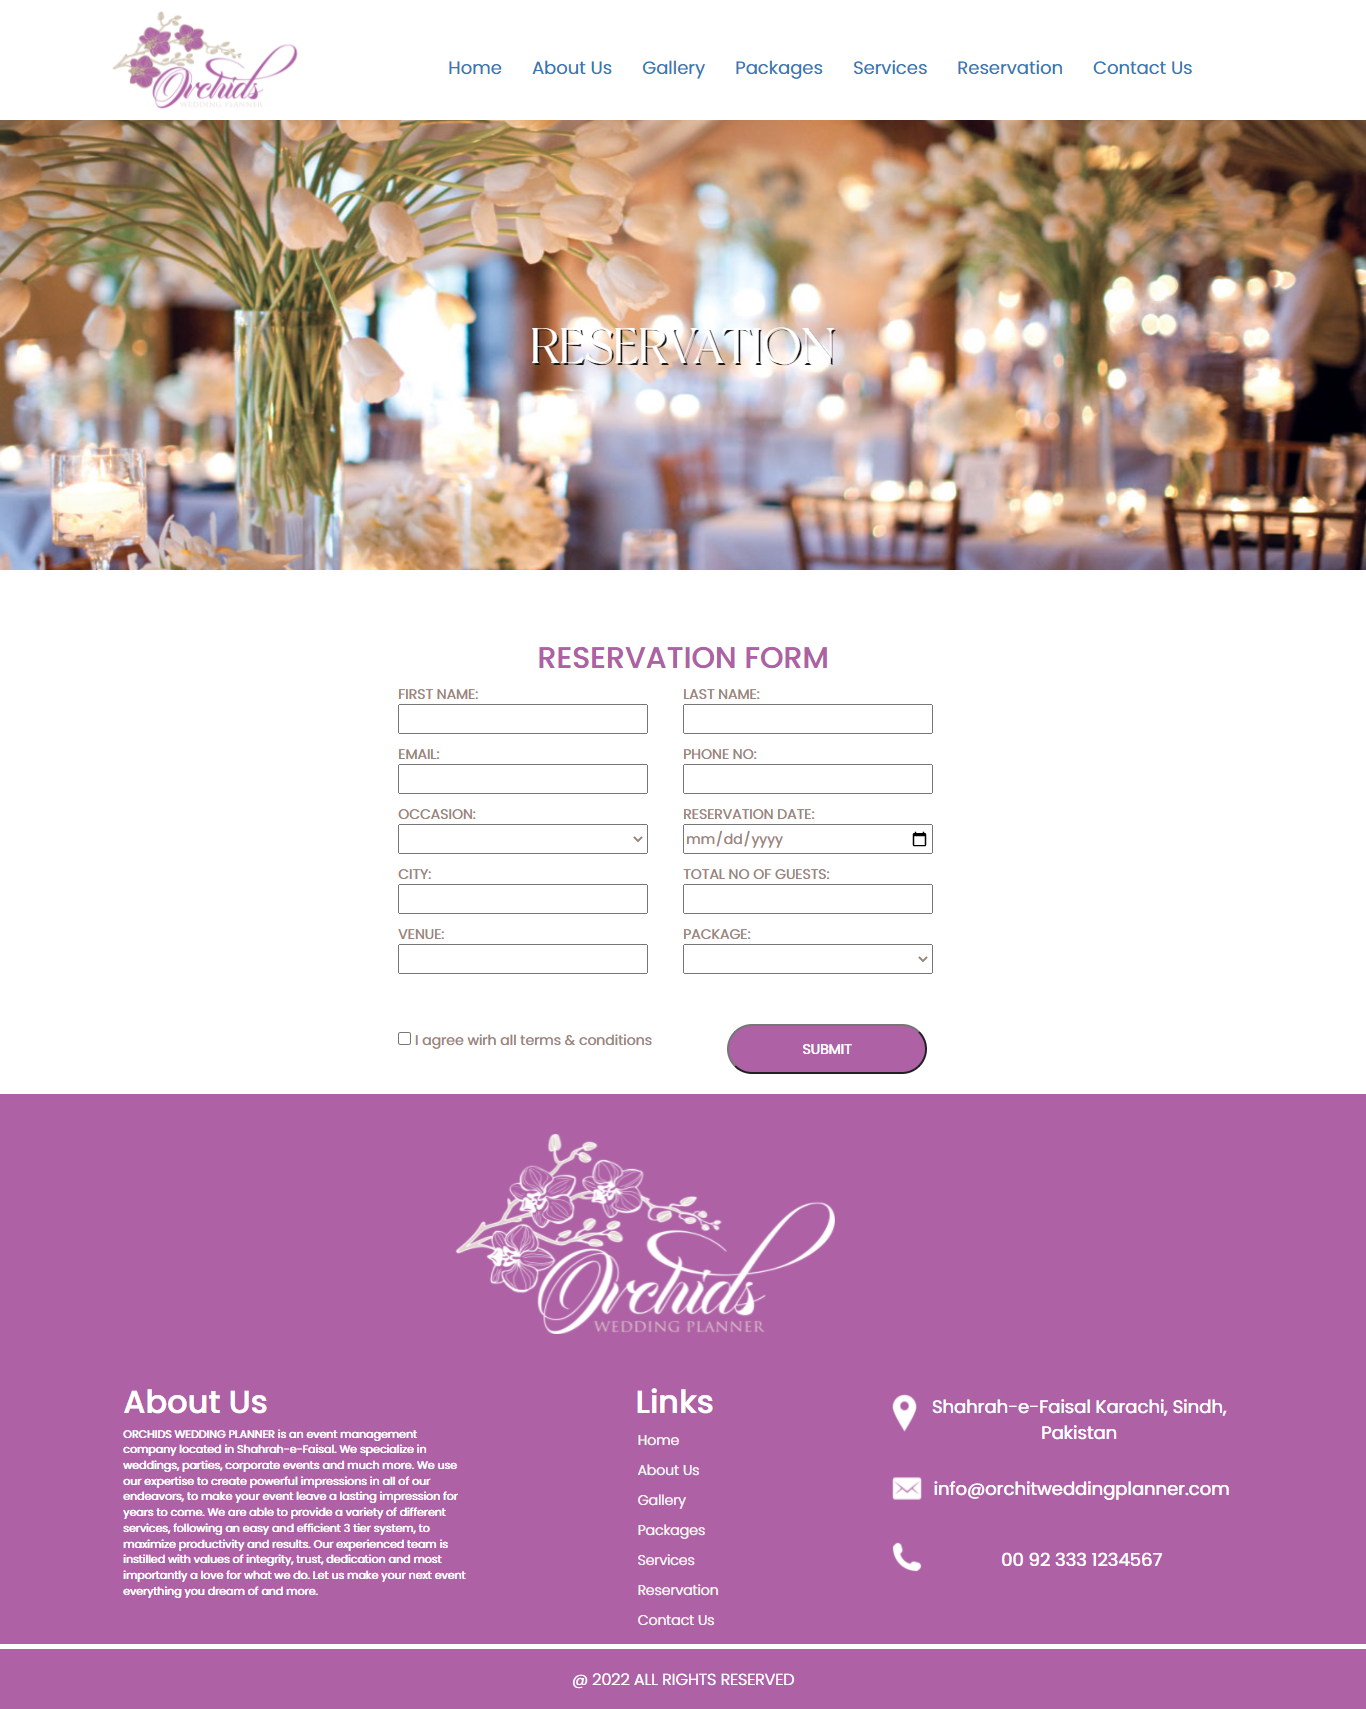 Orchids
WEDDING PLANNER
Home About Us Gallery Packages Services Reservation Contact Us
RESERVATION
RESERVATION FORM
FIRST NAME: LAST NAME:
EMAIL: PHONE NO:
OCCASION: RESERVATION DATE:
mm/dd/yyyy
CITY: TOTAL NO OF GUESTS:
VENUE: PACKAGE:
I agree wirh all terms & conditions SUBMIT
Orchids
WEDDING PLANNER
About Us
ORCHIDS WEDDING PLANNER is an event management
company located in Shahrah-e-Faisal. We specialize in
weddings, parties, corporate events and much more. We use
our expertise to create powerful impressions in all of our
endeavors, to make your event leave a lasting impression for
years to come. We are able to provide a variety of different
services, following an easy and efficient 3 tier system, to
maximize productivity and results. Our experienced team is
instilled with values of integrity, trust, dedication and most
importantly a love for what we do. Let us make your next event
everything you dream of and more.
Links
Home
About Us
Gallery
Packages
Services
Reservation
Contact Us
Shahrah-e-Faisal Karachi, Sindh,
Pakistan
info@orchitweddingplanner.com
00 92 333 1234567
@ 2022 ALL RIGHTS RESERVED